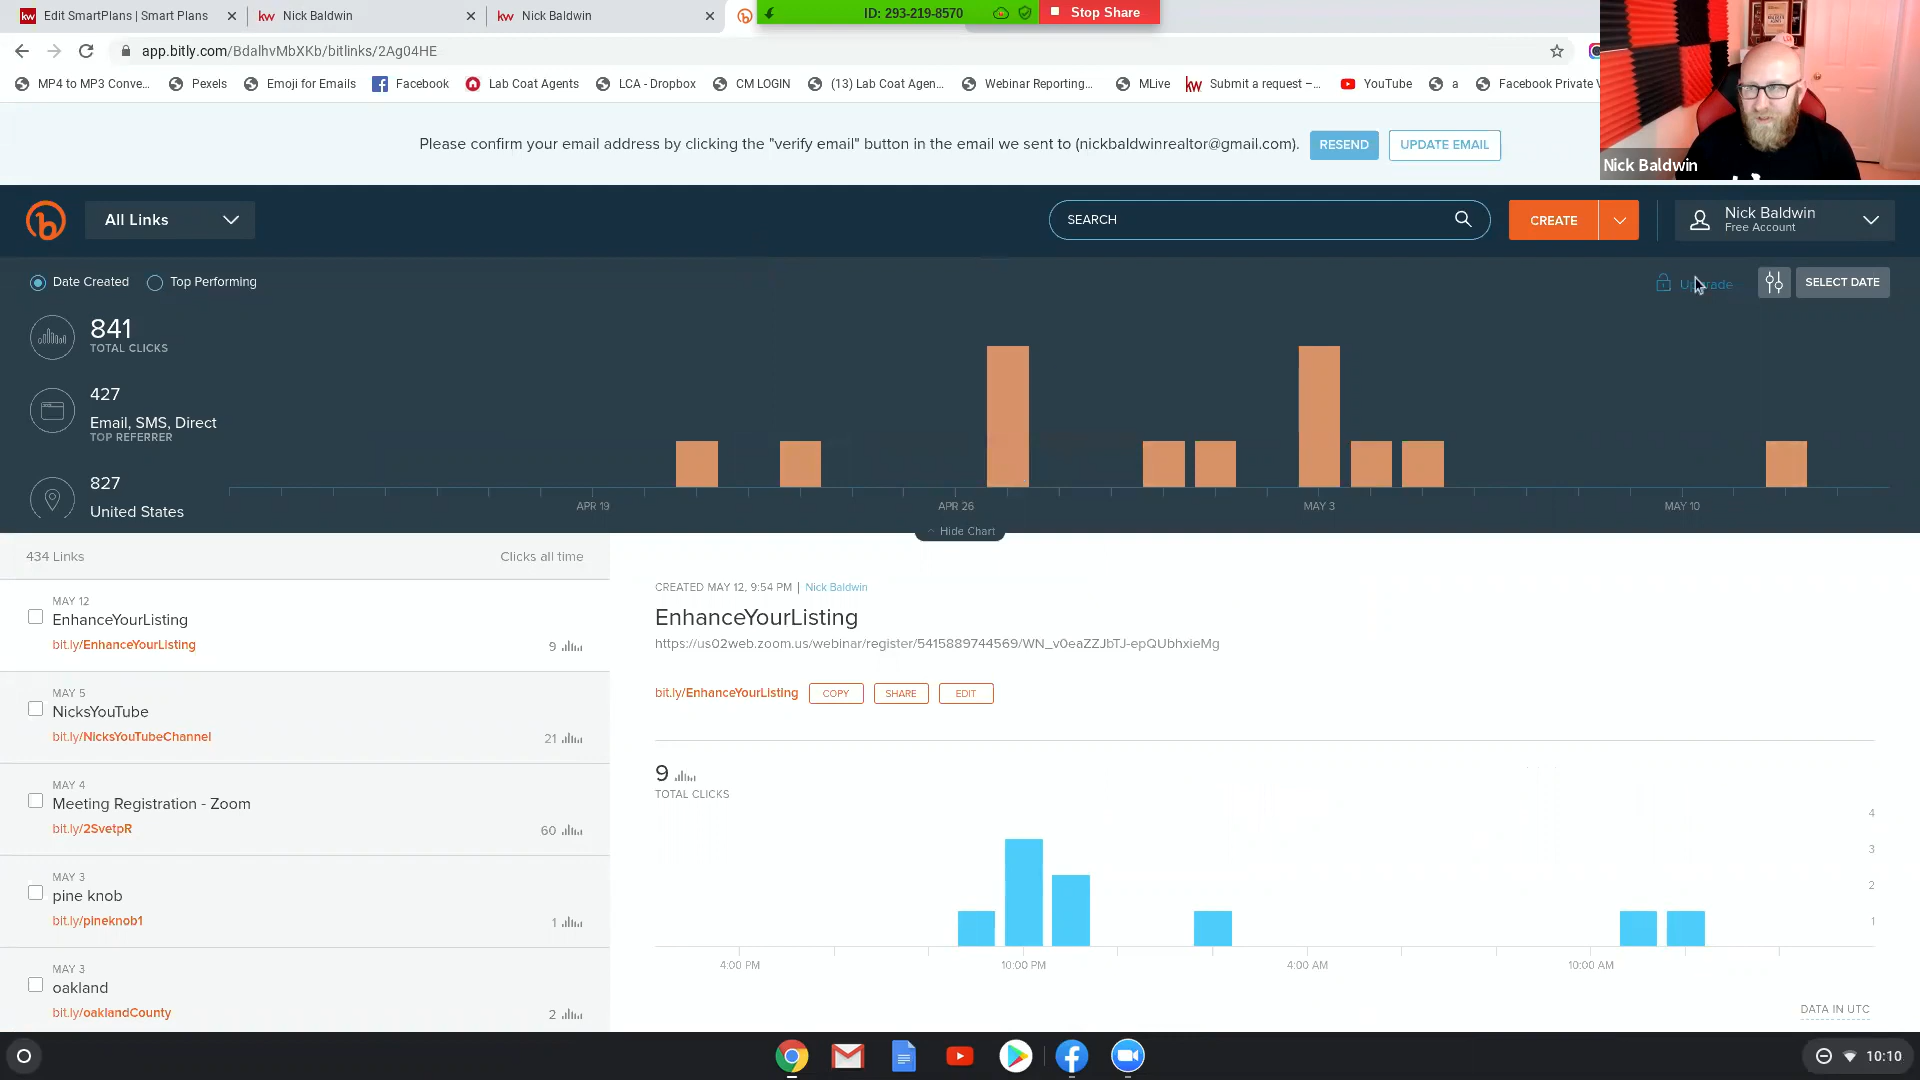 Edit SmartPlans | Smart Plans
kw Nick Baldwin
kw Nick Baldwin
ID: 293-219-8570
Stop Share
app.bitly.com/BdalhvMbXKb/bitlinks/2Ag04HE
MP4 to MP3 Conve...
Pexels
Emoji for Emails
Facebook
Lab Coat Agents
LCA - Dropbox
CM LOGIN
(13) Lab Coat Agen...
Webinar Reporting...
MLive
kw Submit a request –...
YouTube
a
Facebook Private V
Please confirm your email address by clicking the "verify email" button in the email we sent to (nickbaldwinrealtor@gmail.com).
RESEND
UPDATE EMAIL
Nick Baldwin
All Links
SEARCH
CREATE
Nick Baldwin
Free Account
Date Created
Top Performing
Upgrade
SELECT DATE
841
TOTAL CLICKS
427
Email, SMS, Direct
TOP REFERRER
827
United States
APR 19
APR 26
MAY 3
MAY 10
Hide Chart
434 Links
Clicks all time
MAY 12
EnhanceYourListing
bit.ly/EnhanceYourListing
9
MAY 5
NicksYouTube
bit.ly/NicksYouTubeChannel
21
MAY 4
Meeting Registration - Zoom
bit.ly/2SvetpR
60
MAY 3
pine knob
bit.ly/pineknob1
1
MAY 3
oakland
bit.ly/oaklandCounty
2
CREATED MAY 12, 9:54 PM | Nick Baldwin
EnhanceYourListing
https://us02web.zoom.us/webinar/register/5415889744569/WN_v0eaZZJbTJ-epQUbhxieMg
bit.ly/EnhanceYourListing
COPY
SHARE
EDIT
9
TOTAL CLICKS
4
3
2
1
4:00 PM
10:00 PM
4:00 AM
10:00 AM
DATA IN UTC
10:10